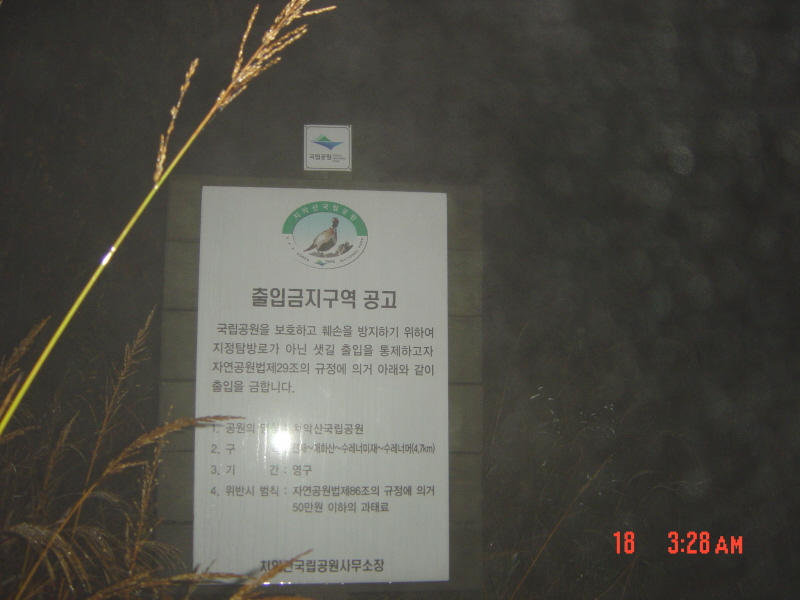 국립공원
치악산국립공원
출입금지구역 공고
국립공원을 보호하고 훼손을 방지하기 위하여
지정탐방로가 아닌 샛길 출입을 통제하고자
자연공원법제29조의 규정에 의거 아래와 같이
출입을 금합니다.
1. 공원의 명칭 : 치악산국립공원
2. 구 ~개화산~수레너미재~수레너머(4.7km)
3. 기 간 : 영구
4. 위반시 벌칙 : 자연공원법제86조의 규정에 의거
50만원 이하의 과태료
치악산국립공원사무소장
18 3:28 AM